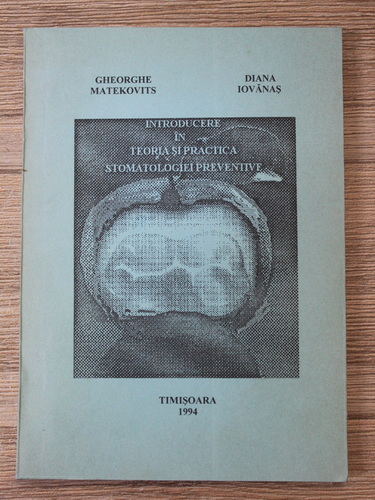 GHEORGHE
MATEKOVITS
DIANA
IOVĂNAȘ
INTRODUCERE
ÎN
TEORIA ȘI PRACTICA
STOMATOLOGIEI PREVENTIVE
TIMIȘOARA
1994